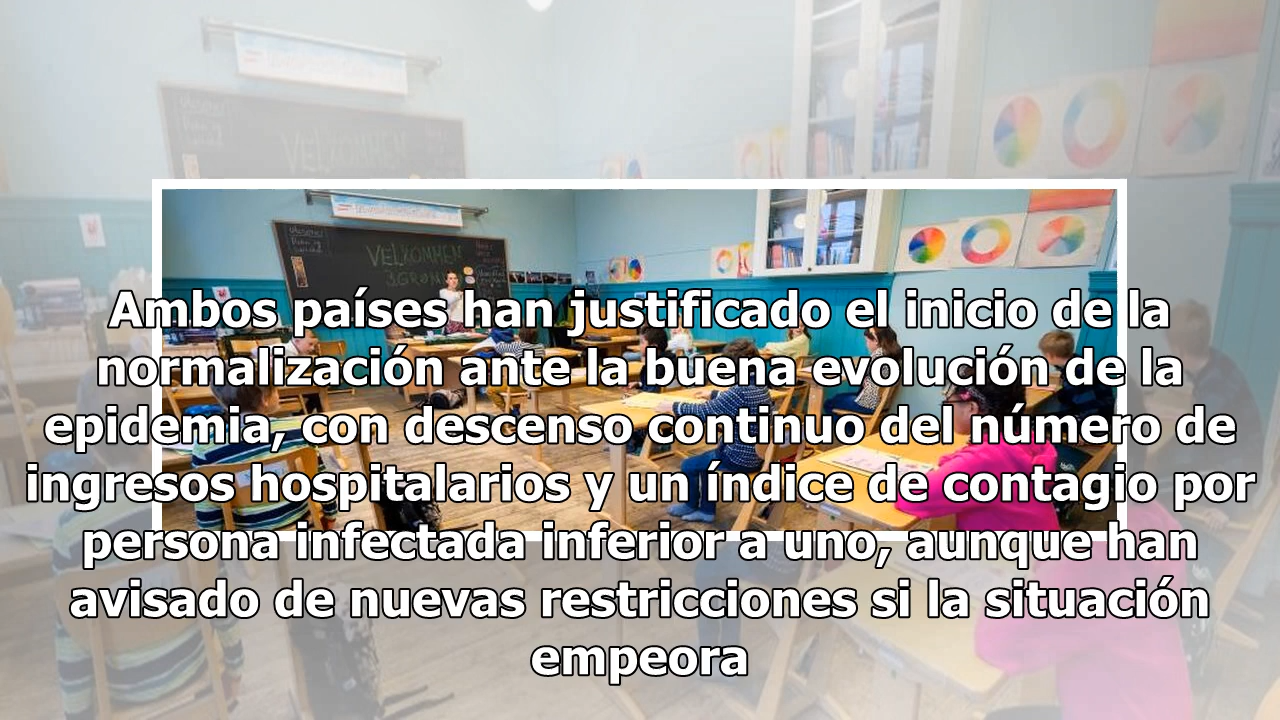 VELKOMMEN
Ambos países han justificado el inicio de la
normalización ante la buena evolución de la
epidemia, con descenso continuo del número de
ingresos hospitalarios y un índice de contagio por
persona infectada inferior a uno, aunque han
avisado de nuevas restricciones si la situación
empeora